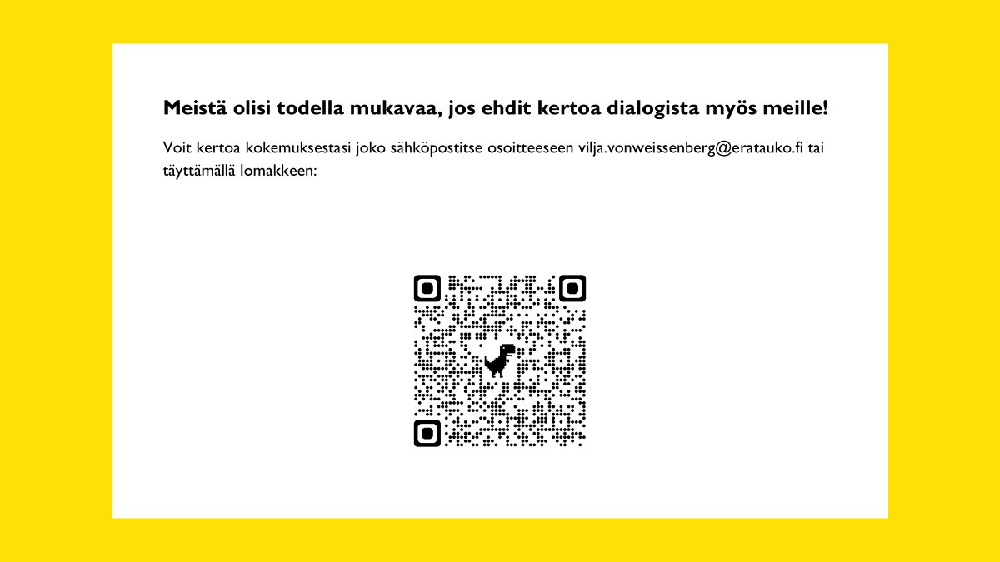 Meistä olisi todella mukavaa, jos ehdit kertoa dialogista myös meille!
Voit kertoa kokemuksestasi joko sähköpostitse osoitteeseen vilja.vonweissenberg@eratauko.fi tai
täyttämällä lomakkeen: